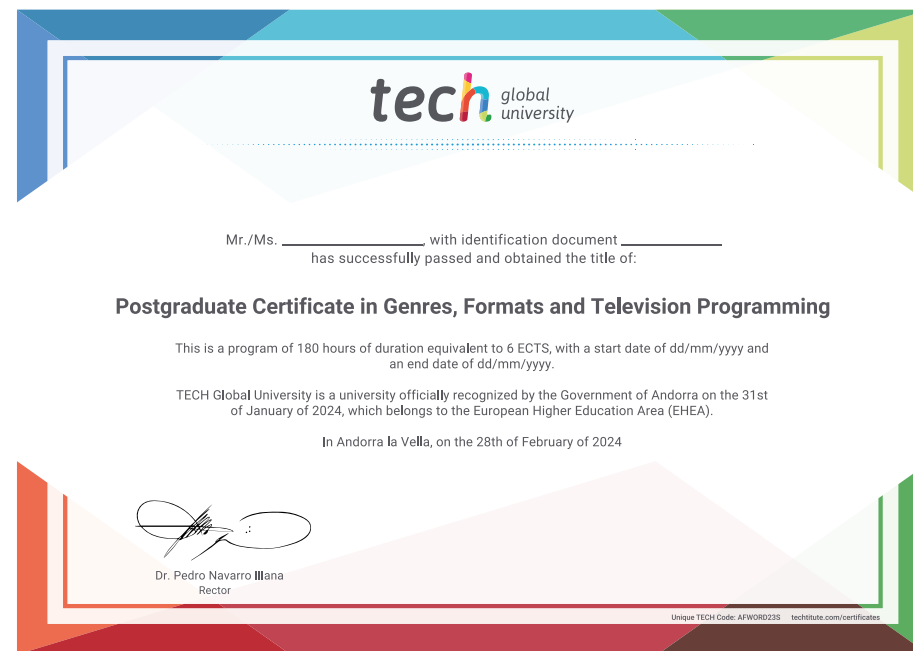 tech global university
Mr./Ms. ____________________, with identification document ______________
has successfully passed and obtained the title of:
Postgraduate Certificate in Genres, Formats and Television Programming
This is a program of 180 hours of duration equivalent to 6 ECTS, with a start date of dd/mm/yyyy and
an end date of dd/mm/yyyy.
TECH Global University is a university officially recognized by the Government of Andorra on the 31st
of January of 2024, which belongs to the European Higher Education Area (EHEA).
In Andorra la Vella, on the 28th of February of 2024
Dr. Pedro Navarro Illana
Rector
Unique TECH Code: AFWORD23S techtitute.com/certificates